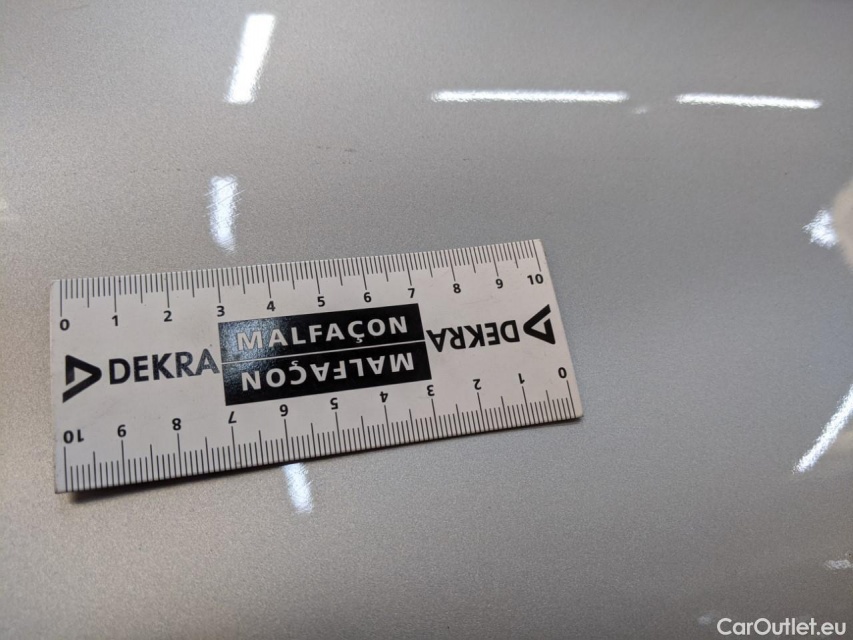 0 1 2 3 4 5 6 7 8 9 10
DEKRA MALFAÇON DEKRA
MALFAÇON
10 9 8 7 6 5 4 3 2 1 0
CarOutlet.eu